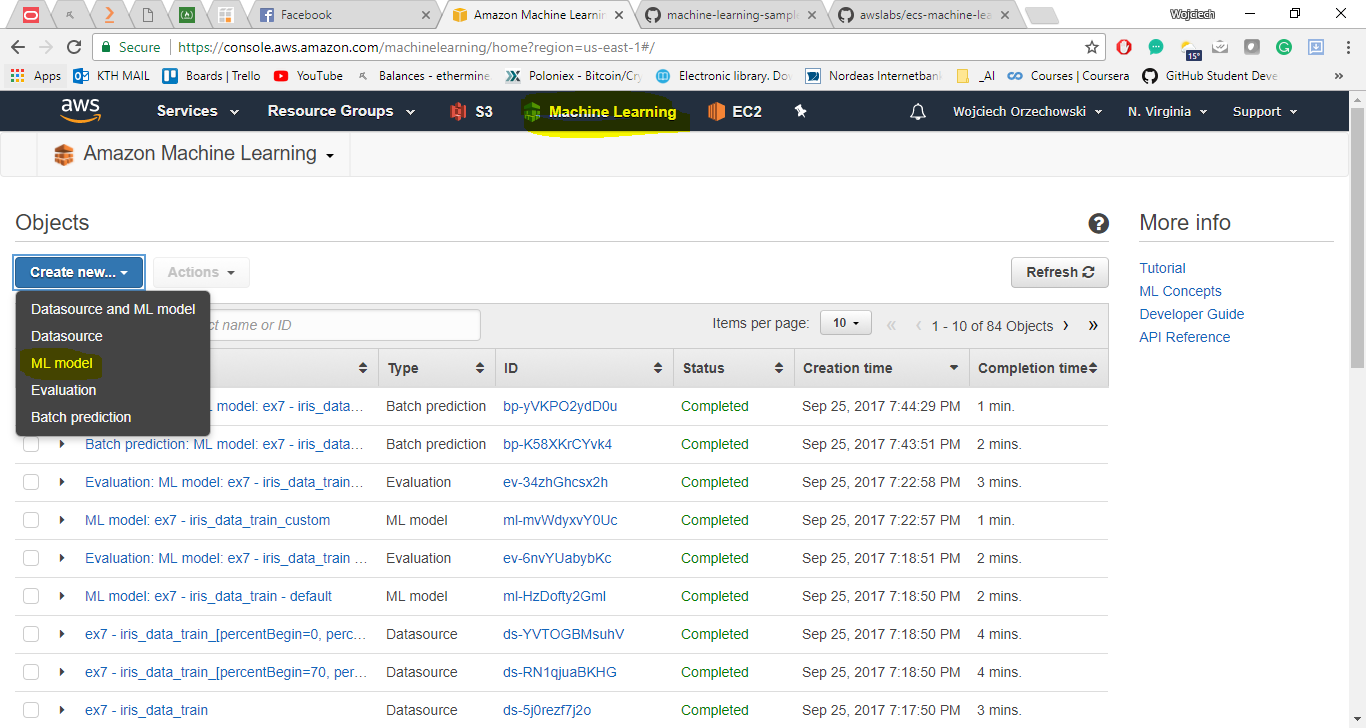 Facebook
Amazon Machine Learnin
machine-learning-sampl
awslabs/ecs-machine-lea
Wojciech
Secure
https://console.aws.amazon.com/machinelearning/home?region=us-east-1#/
15°
Apps
KTH MAIL
Boards | Trello
YouTube
Balances - ethermine.
Poloniex - Bitcoin/Cry
Electronic library. Do
Nordeas Internetbank
_AI
Courses | Coursera
GitHub Student Deve
»
aws
Services
Resource Groups
S3
Machine Learning
EC2
Wojciech Orzechowski
N. Virginia
Support
Amazon Machine Learning
Objects
?
More info
Create new...
Actions
Refresh
Tutorial
ML Concepts
Developer Guide
API Reference
Datasource and ML model
Datasource
ML model
Evaluation
Batch prediction
ct name or ID
Items per page:
10
« ‹ 1 - 10 of 84 Objects › »
Type
ID
Status
Creation time
Completion time
L model: ex7 - iris_data... Batch prediction bp-yVKPO2ydD0u Completed Sep 25, 2017 7:44:29 PM 1 min.
Batch prediction: ML model: ex7 - iris_data... Batch prediction bp-K58XKrCYvk4 Completed Sep 25, 2017 7:43:51 PM 2 mins.
Evaluation: ML model: ex7 - iris_data_train... Evaluation ev-34zhGhcsx2h Completed Sep 25, 2017 7:22:58 PM 3 mins.
ML model: ex7 - iris_data_train_custom ML model ml-mvWdyxvY0Uc Completed Sep 25, 2017 7:22:57 PM 1 min.
Evaluation: ML model: ex7 - iris_data_train ... Evaluation ev-6nvYUabybKc Completed Sep 25, 2017 7:18:51 PM 2 mins.
ML model: ex7 - iris_data_train - default ML model ml-HzDofty2GmI Completed Sep 25, 2017 7:18:50 PM 2 mins.
ex7 - iris_data_train_[percentBegin=0, perc... Datasource ds-YVTOGBMsuhV Completed Sep 25, 2017 7:18:50 PM 4 mins.
ex7 - iris_data_train_[percentBegin=70, per... Datasource ds-RN1qjuaBKHG Completed Sep 25, 2017 7:18:50 PM 4 mins.
ex7 - iris_data_train Datasource ds-5j0rezf7j2o Completed Sep 25, 2017 7:17:50 PM 3 mins.